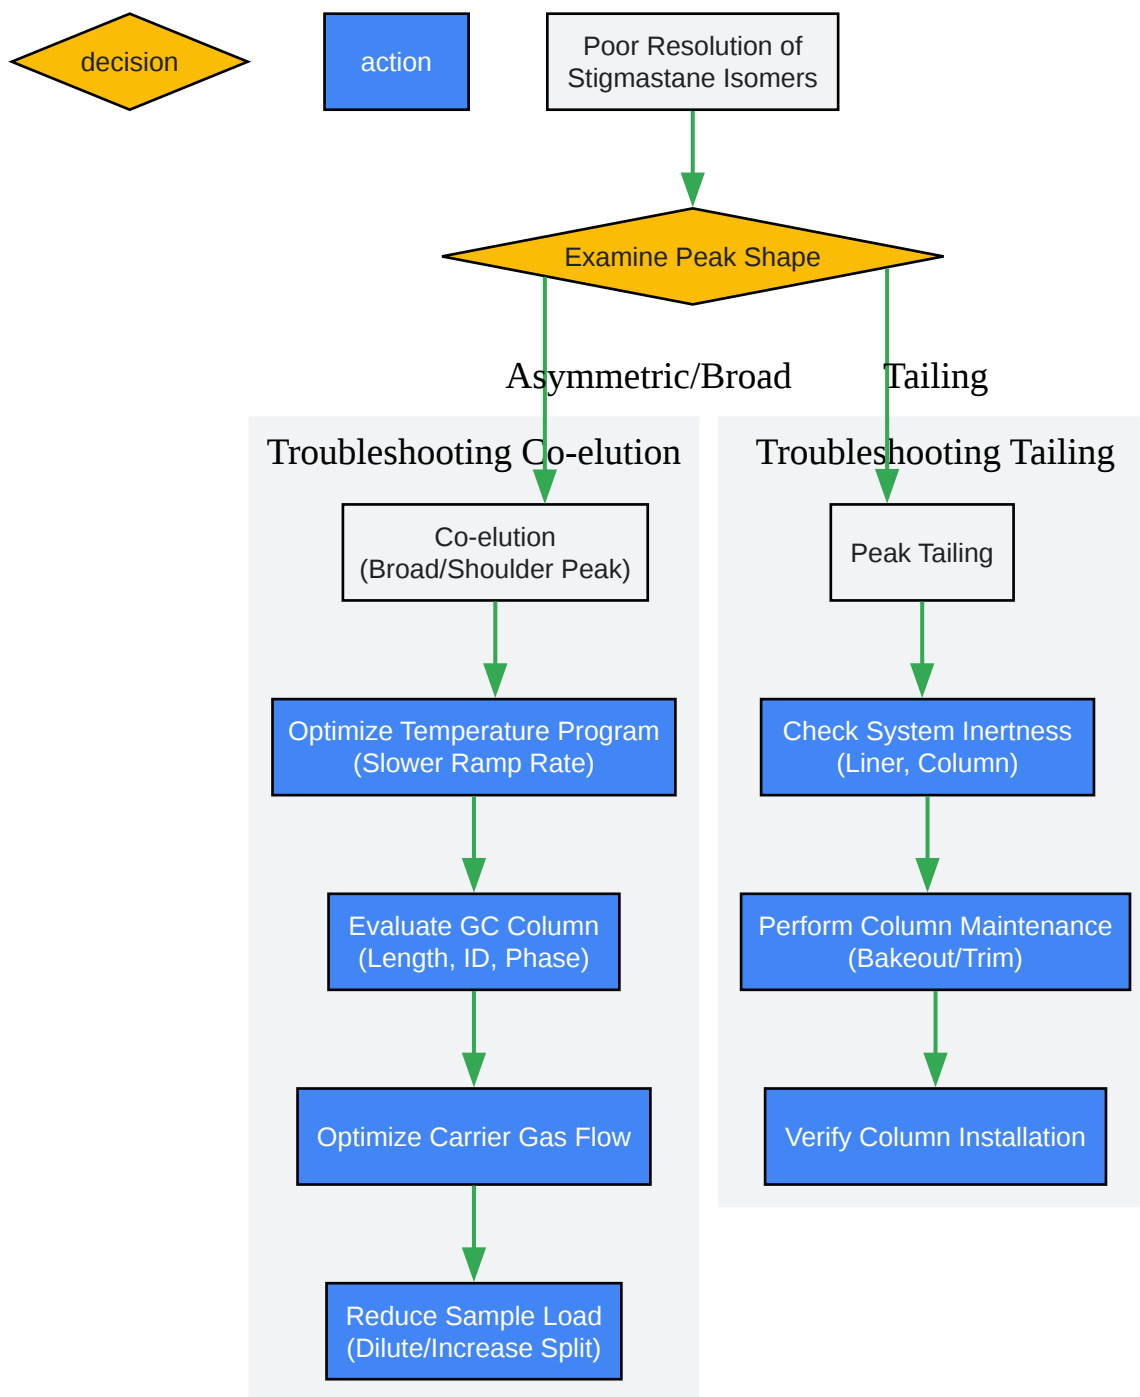 decision
action
Poor Resolution of
Stigmastane Isomers
Examine Peak Shape
Asymmetric/Broad
Tailing
Troubleshooting Co-elution
Co-elution
(Broad/Shoulder Peak)
Optimize Temperature Program
(Slower Ramp Rate)
Evaluate GC Column
(Length, ID, Phase)
Optimize Carrier Gas Flow
Reduce Sample Load
(Dilute/Increase Split)
Troubleshooting Tailing
Peak Tailing
Check System Inertness
(Liner, Column)
Perform Column Maintenance
(Bakeout/Trim)
Verify Column Installation